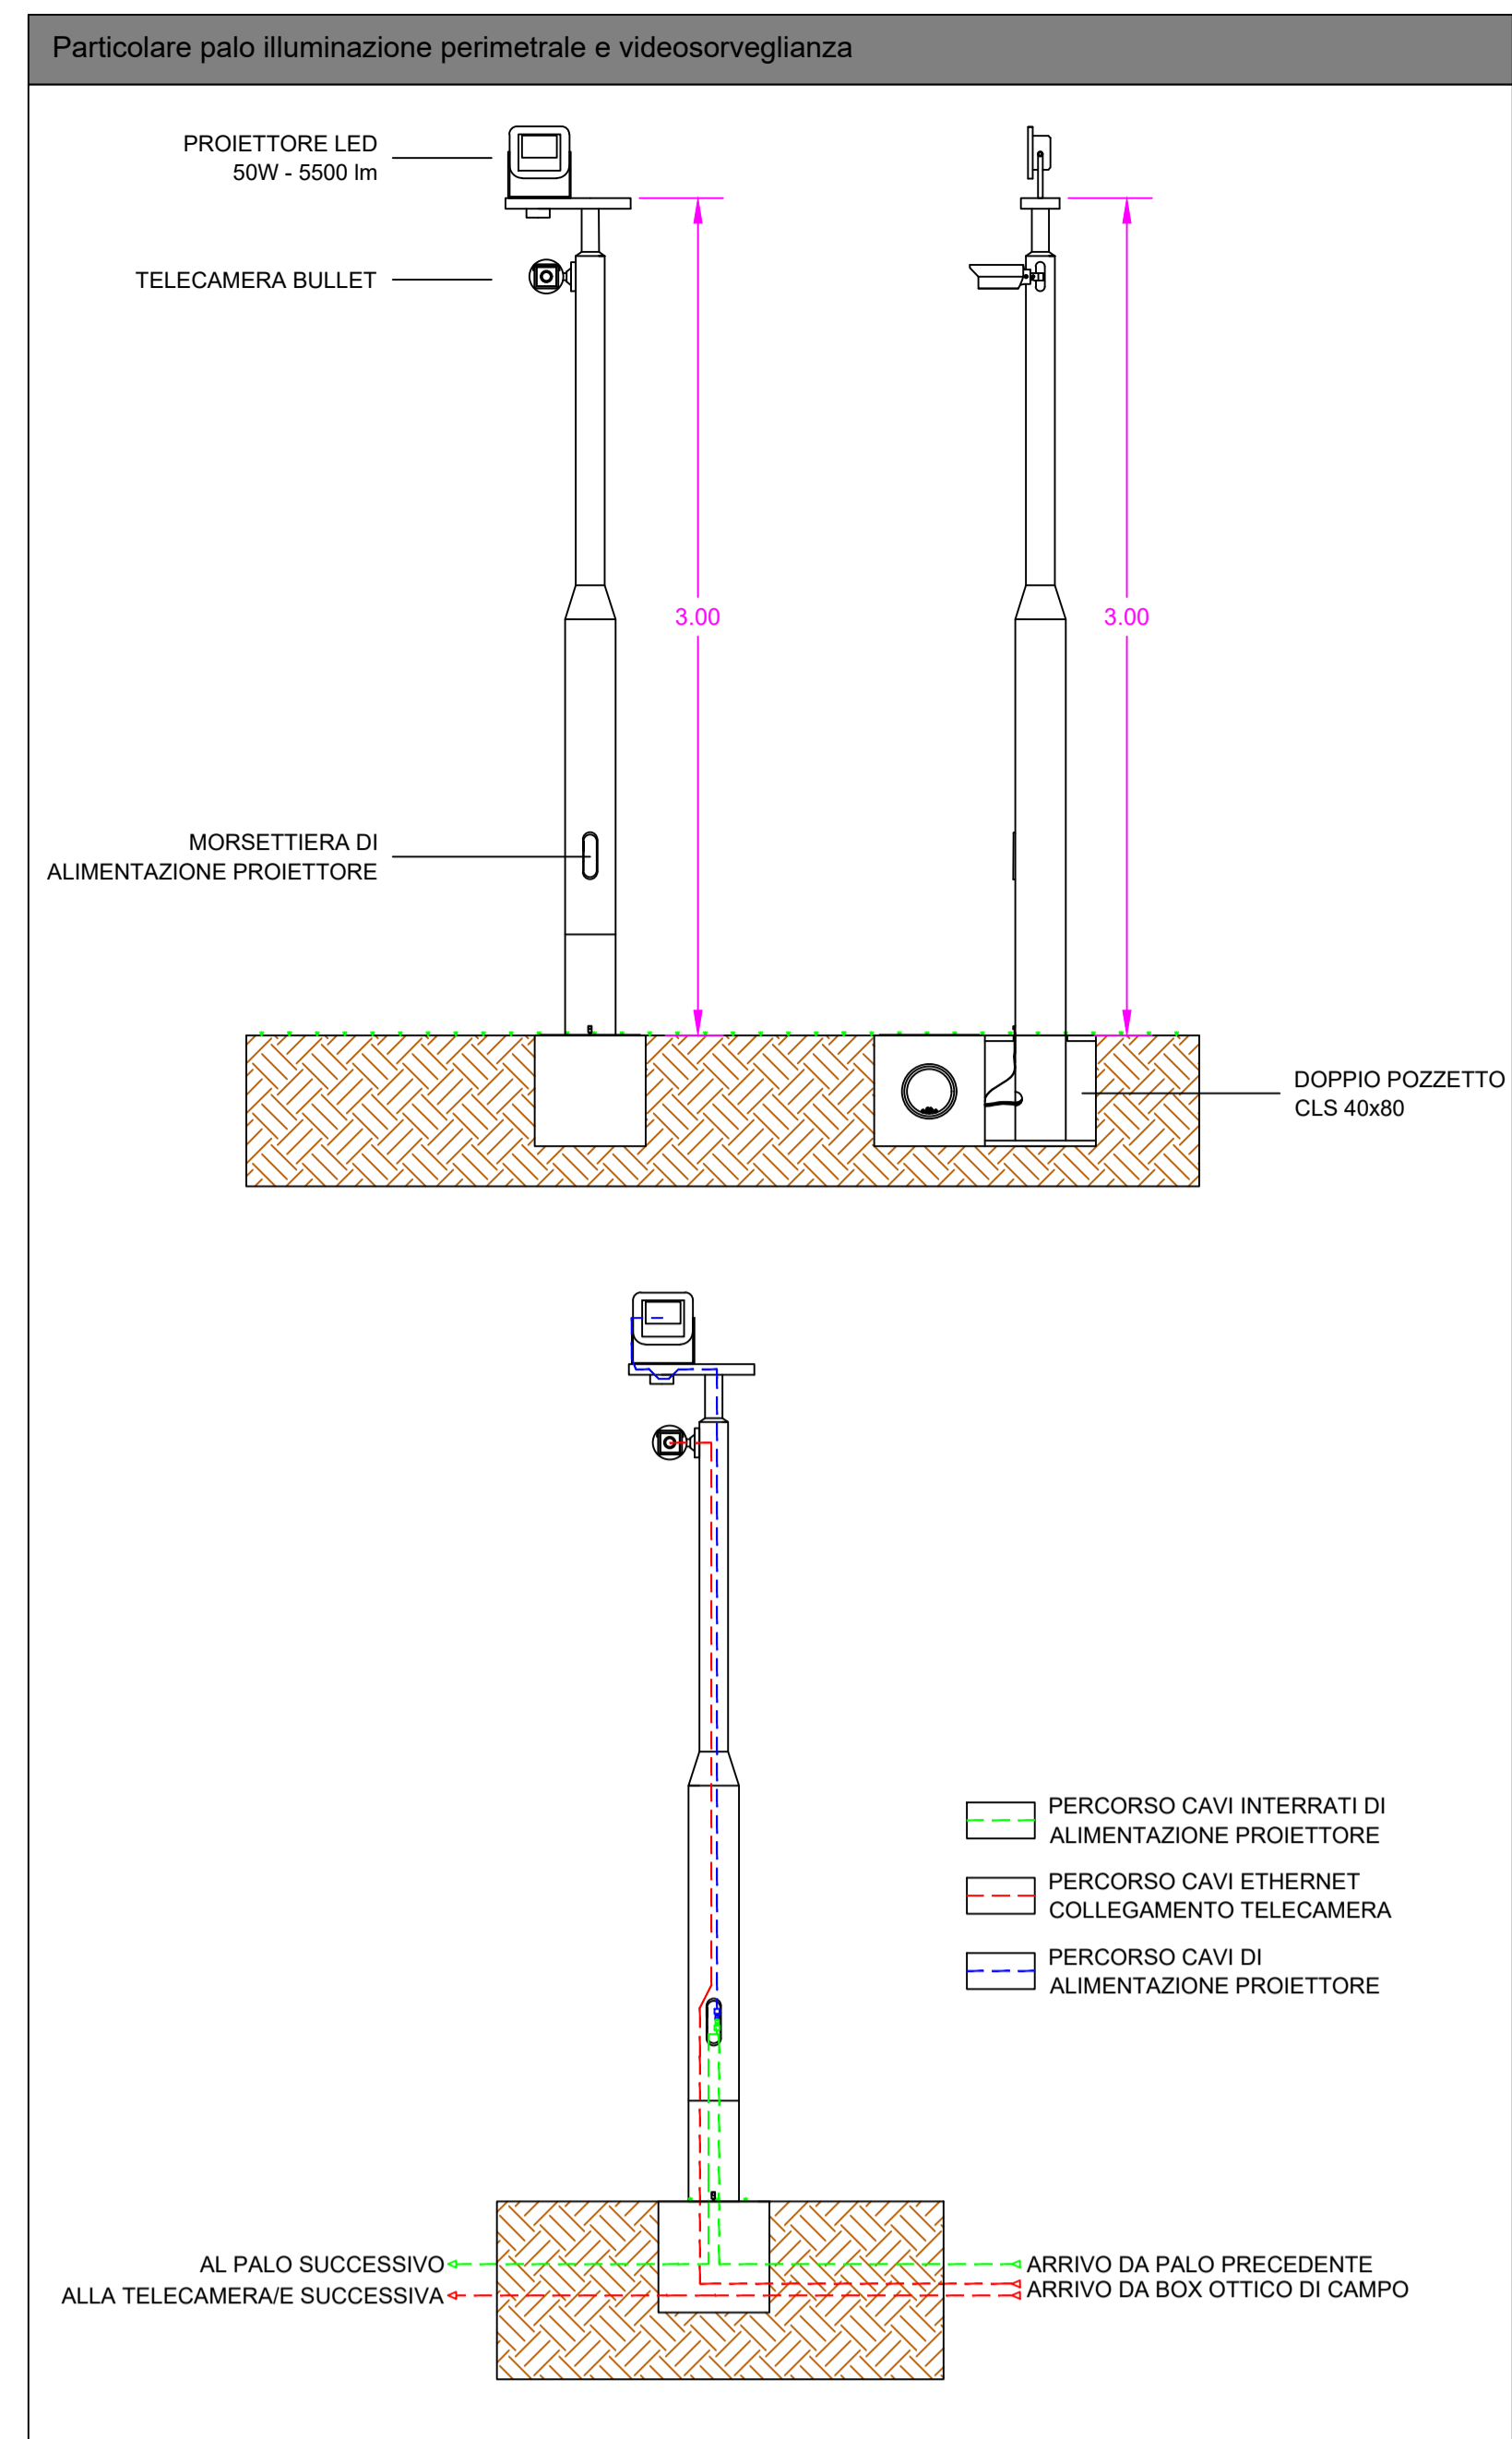 Particolare palo illuminazione perimetrale e videosorveglianza
PROIETTORE LED
50W - 5500 lm
TELECAMERA BULLET
3.00
3.00
MORSETTIERA DI
ALIMENTAZIONE PROIETTORE
DOPPIO POZZETTO
CLS 40x80
PERCORSO CAVI INTERRATI DI
ALIMENTAZIONE PROIETTORE
PERCORSO CAVI ETHERNET
COLLEGAMENTO TELECAMERA
PERCORSO CAVI DI
ALIMENTAZIONE PROIETTORE
AL PALO SUCCESSIVO
ALLA TELECAMERA/E SUCCESSIVA
ARRIVO DA PALO PRECEDENTE
ARRIVO DA BOX OTTICO DI CAMPO